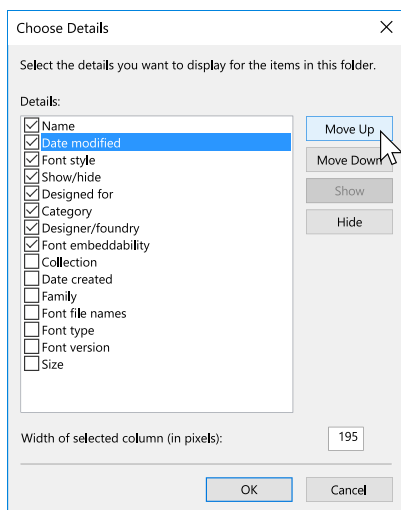 Choose Details
Select the details you want to display for the items in this folder.
Details:
Name
Date modified
Font style
Show/hide
Designed for
Category
Designer/foundry
Font embeddability
Collection
Date created
Family
Font file names
Font type
Font version
Size
Move Up
Move Down
Show
Hide
Width of selected column (in pixels):
195
OK
Cancel